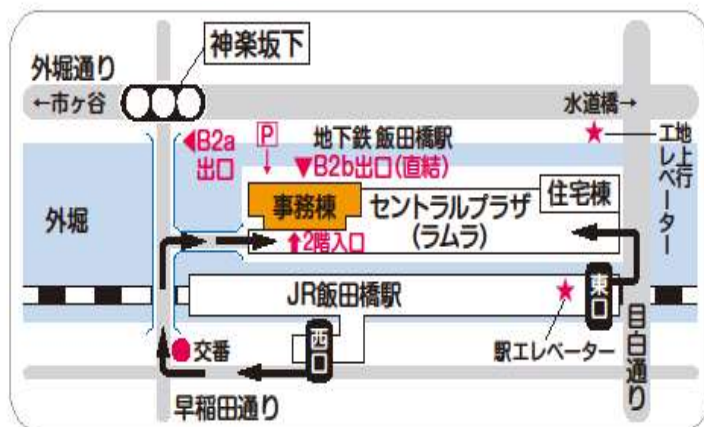 神楽坂下
外堀通り
←市ヶ谷
水道橋→
◀B2a
出口
P
地下鉄 飯田橋駅
▼B2b出口(直結)
★
地上行
エレベーター
外堀
事務棟
セントラルプラザ
(ラムラ)
住宅棟
⬆2階入口
JR飯田橋駅
★
東口
駅エレベーター
目白通り
交番
西口
早稲田通り